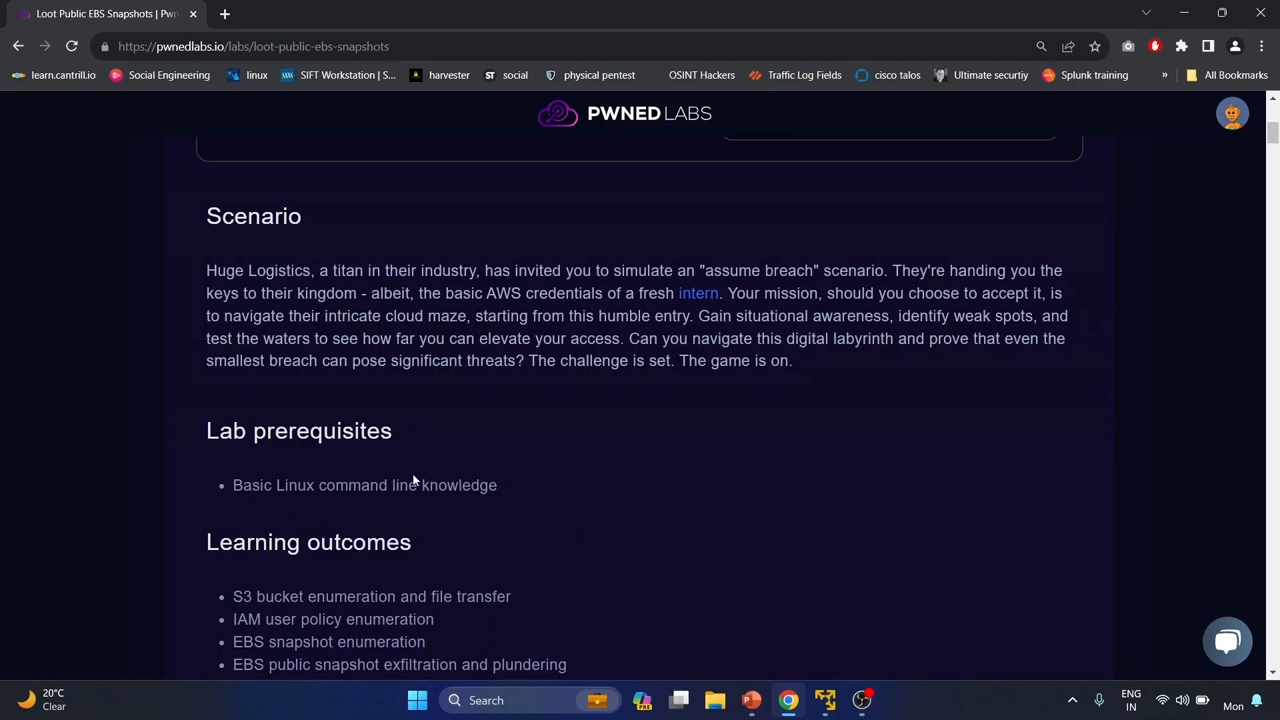 Loot Public EBS Snapshots | Pwn
https://pwnedlabs.io/labs/loot-public-ebs-snapshots
learn.cantrill.io
Social Engineering
linux
SIFT Workstation | S...
harvester
ST social
physical pentest
OSINT Hackers
Traffic Log Fields
cisco talos
Ultimate securtiy
Splunk training
»
All Bookmarks
PWNED LABS
Scenario
Huge Logistics, a titan in their industry, has invited you to simulate an "assume breach" scenario. They're handing you the
keys to their kingdom - albeit, the basic AWS credentials of a fresh intern. Your mission, should you choose to accept it, is
to navigate their intricate cloud maze, starting from this humble entry. Gain situational awareness, identify weak spots, and
test the waters to see how far you can elevate your access. Can you navigate this digital labyrinth and prove that even the
smallest breach can pose significant threats? The challenge is set. The game is on.
Lab prerequisites
• Basic Linux command line knowledge
Learning outcomes
• S3 bucket enumeration and file transfer
• IAM user policy enumeration
• EBS snapshot enumeration
• EBS public snapshot exfiltration and plundering
20°C
Clear
Search
ENG
IN
Mon